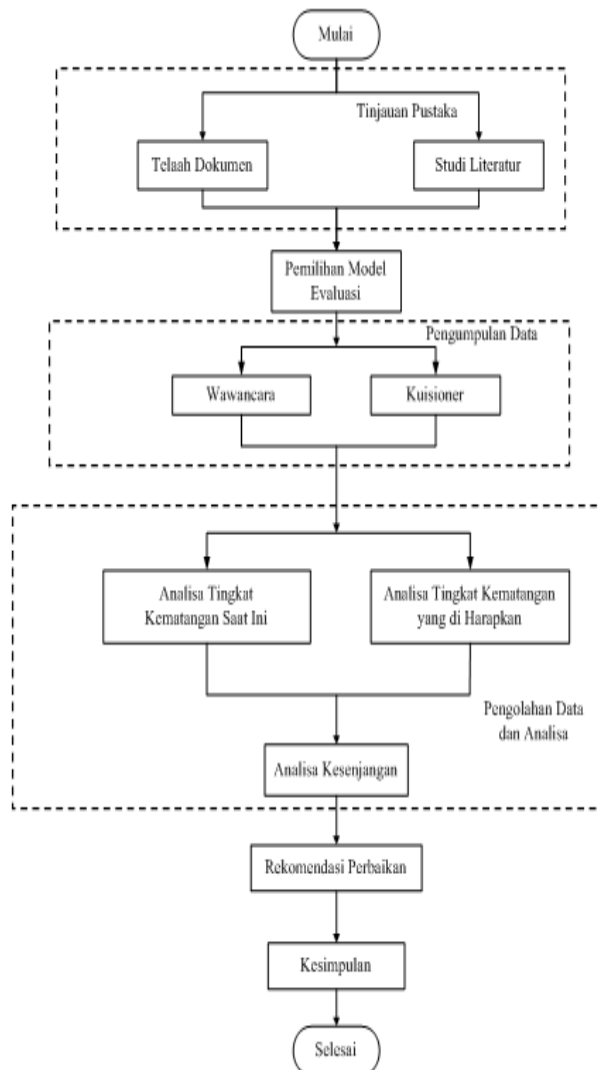 Mulai
Tinjauan Pustaka
Telaah Dokumen
Studi Literatur
Pemilihan Model
Evaluasi
Pengumpulan Data
Wawancara
Kuisioner
Analisa Tingkat
Kematangan Saat Ini
Analisa Tingkat Kematangan
yang di Harapkan
Pengolahan Data
dan Analisa
Analisa Kesenjangan
Rekomendasi Perbaikan
Kesimpulan
Selesai